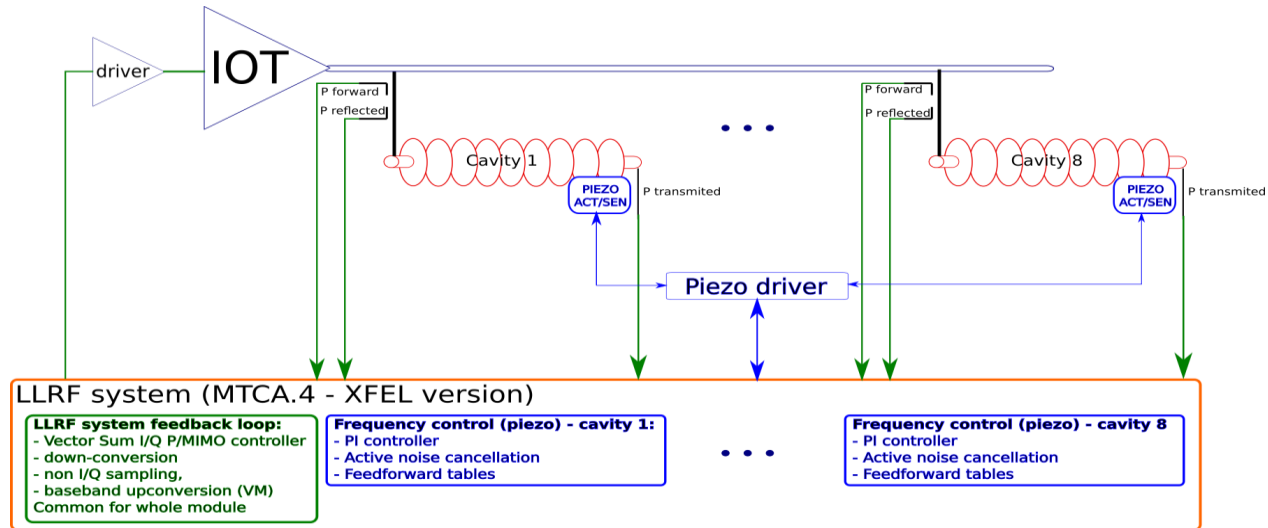 driver
IOT
P forward
P reflected
P forward
P reflected
Cavity 1
Cavity 8
PIEZO
ACT/SEN
P transmited
PIEZO
ACT/SEN
P transmited
Piezo driver
LLRF system (MTCA.4 - XFEL version)
LLRF system feedback loop:
- Vector Sum I/Q P/MIMO controller
- down-conversion
- non I/Q sampling,
- baseband upconversion (VM)
Common for whole module
Frequency control (piezo) - cavity 1:
- PI controller
- Active noise cancellation
- Feedforward tables
Frequency control (piezo) - cavity 8
- PI controller
- Active noise cancellation
- Feedforward tables